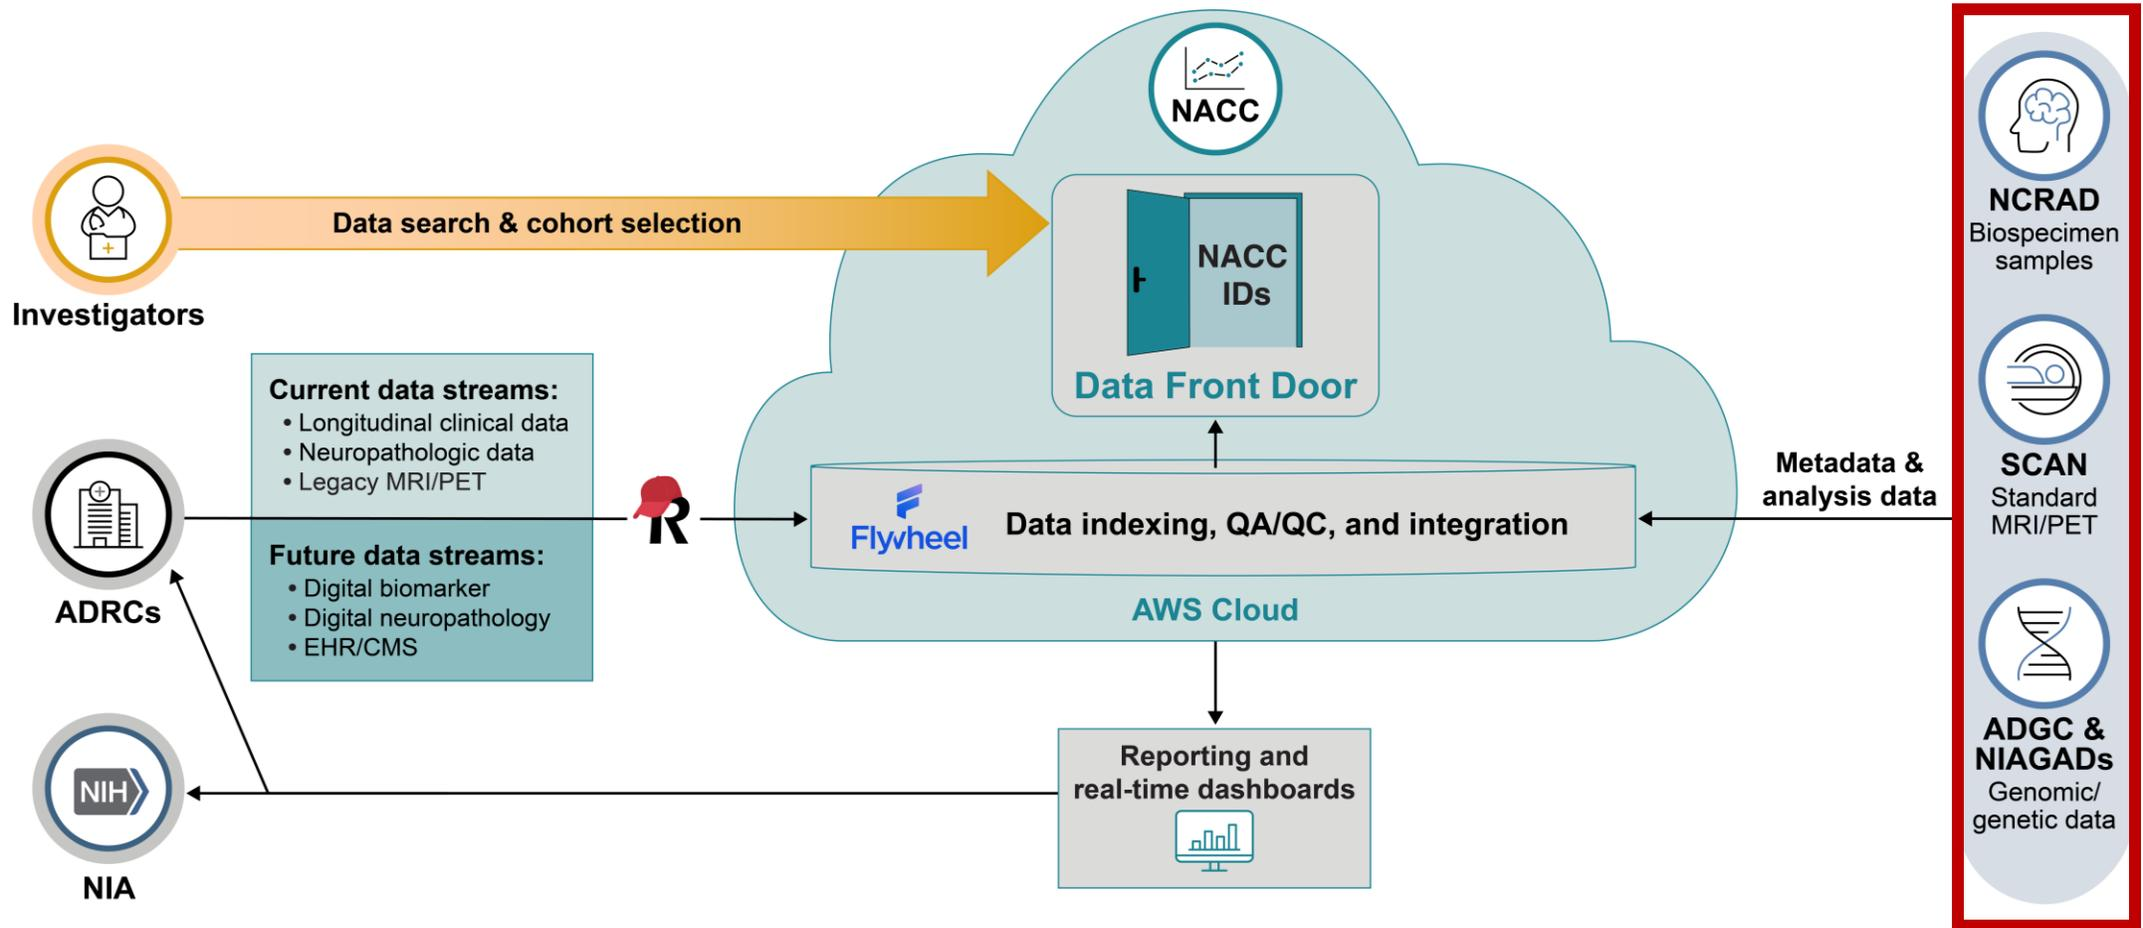 NACC
Data search & cohort selection
Investigators
NACC
IDs
Data Front Door
Current data streams:
• Longitudinal clinical data
• Neuropathologic data
• Legacy MRI/PET
Future data streams:
• Digital biomarker
• Digital neuropathology
• EHR/CMS
ADRCs
R
Flywheel
Data indexing, QA/QC, and integration
AWS Cloud
Metadata &
analysis data
Reporting and
real-time dashboards
NIH
NIA
NCRAD
Biospecimen
samples
SCAN
Standard
MRI/PET
ADGC &
NIAGADs
Genomic/
genetic data